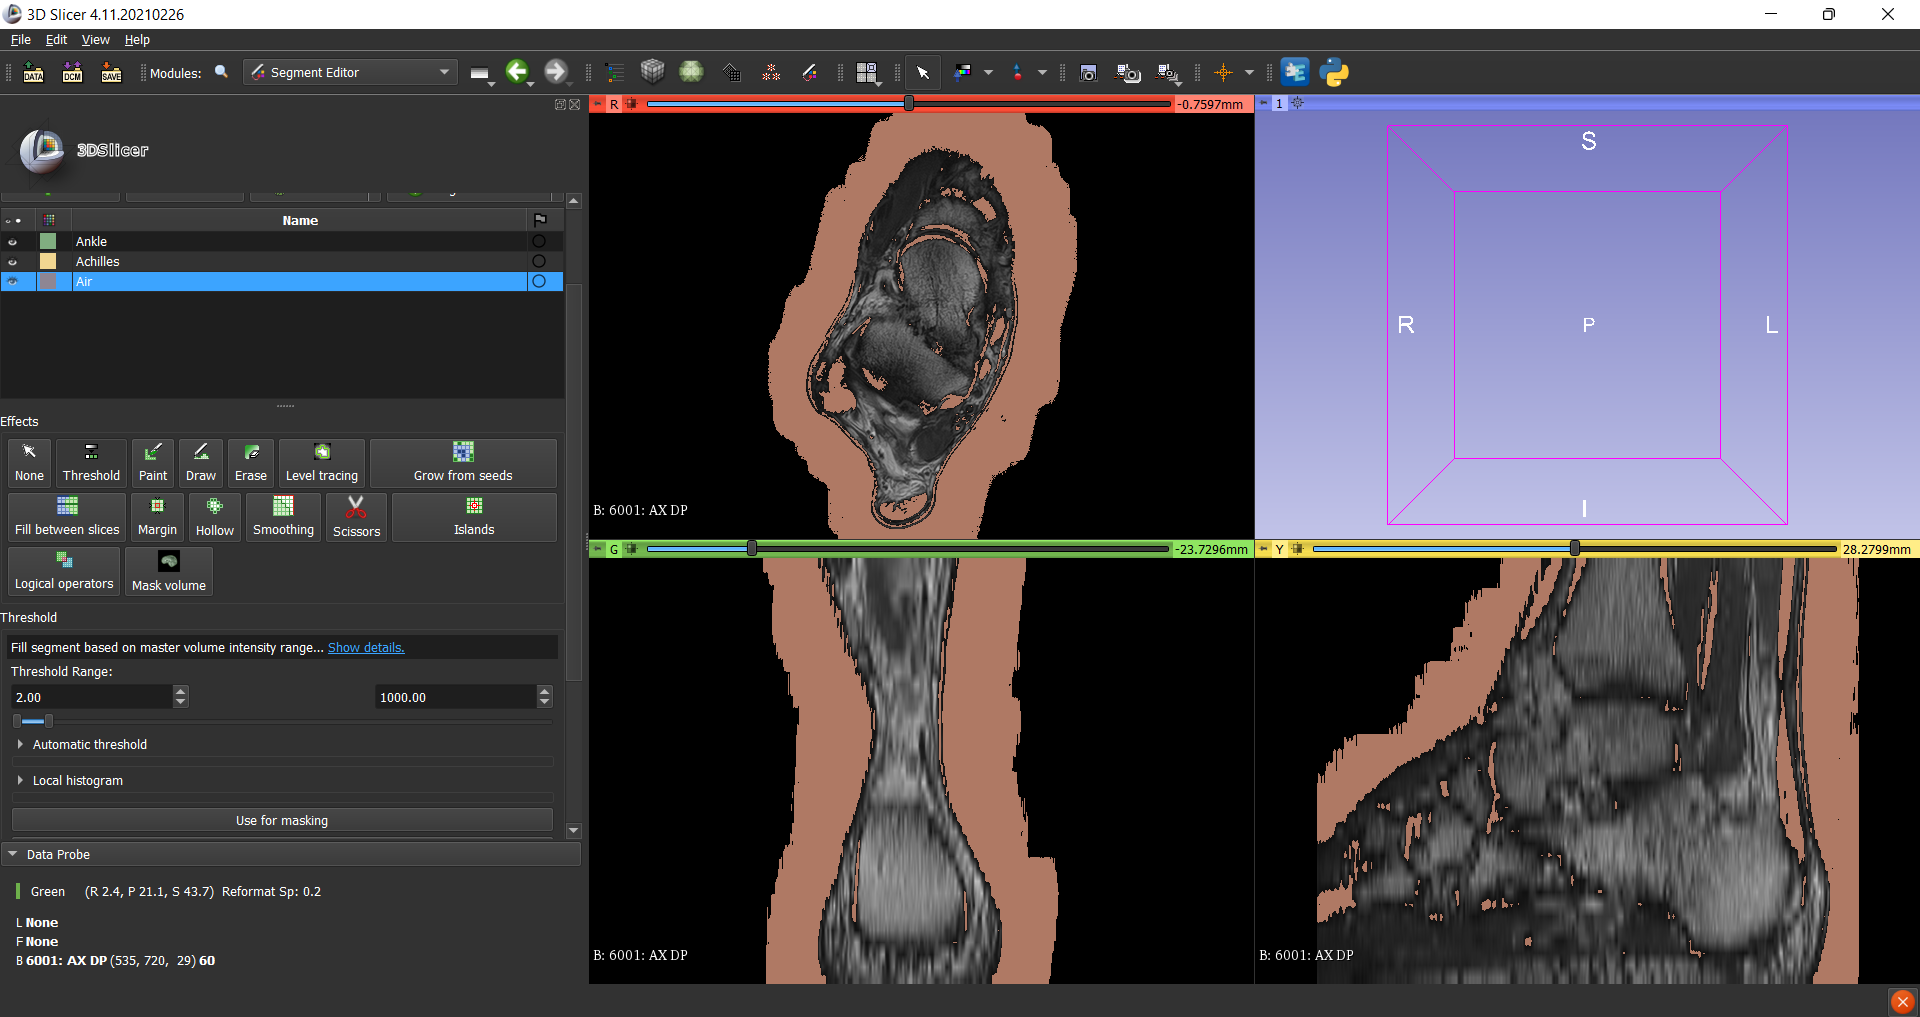 3D Slicer 4.11.20210226
File Edit View Help
DATA DCM SAVE Modules: Segment Editor
R -0.7597mm 1
3DSlicer
Name
Ankle
Achilles
Air
Effects
None Threshold Paint Draw Erase Level tracing Grow from seeds
Fill between slices Margin Hollow Smoothing Scissors Islands
Logical operators Mask volume
Threshold
Fill segment based on master volume intensity range... Show details.
Threshold Range:
2.00 1000.00
Automatic threshold
Local histogram
Use for masking
Data Probe
Green (R 2.4, P 21.1, S 43.7) Reformat Sp: 0.2
L None
F None
B 6001: AX DP (535, 720, 29) 60
B: 6001: AX DP
S
R P L
I
G -23.7296mm Y 28.2799mm
B: 6001: AX DP
B: 6001: AX DP